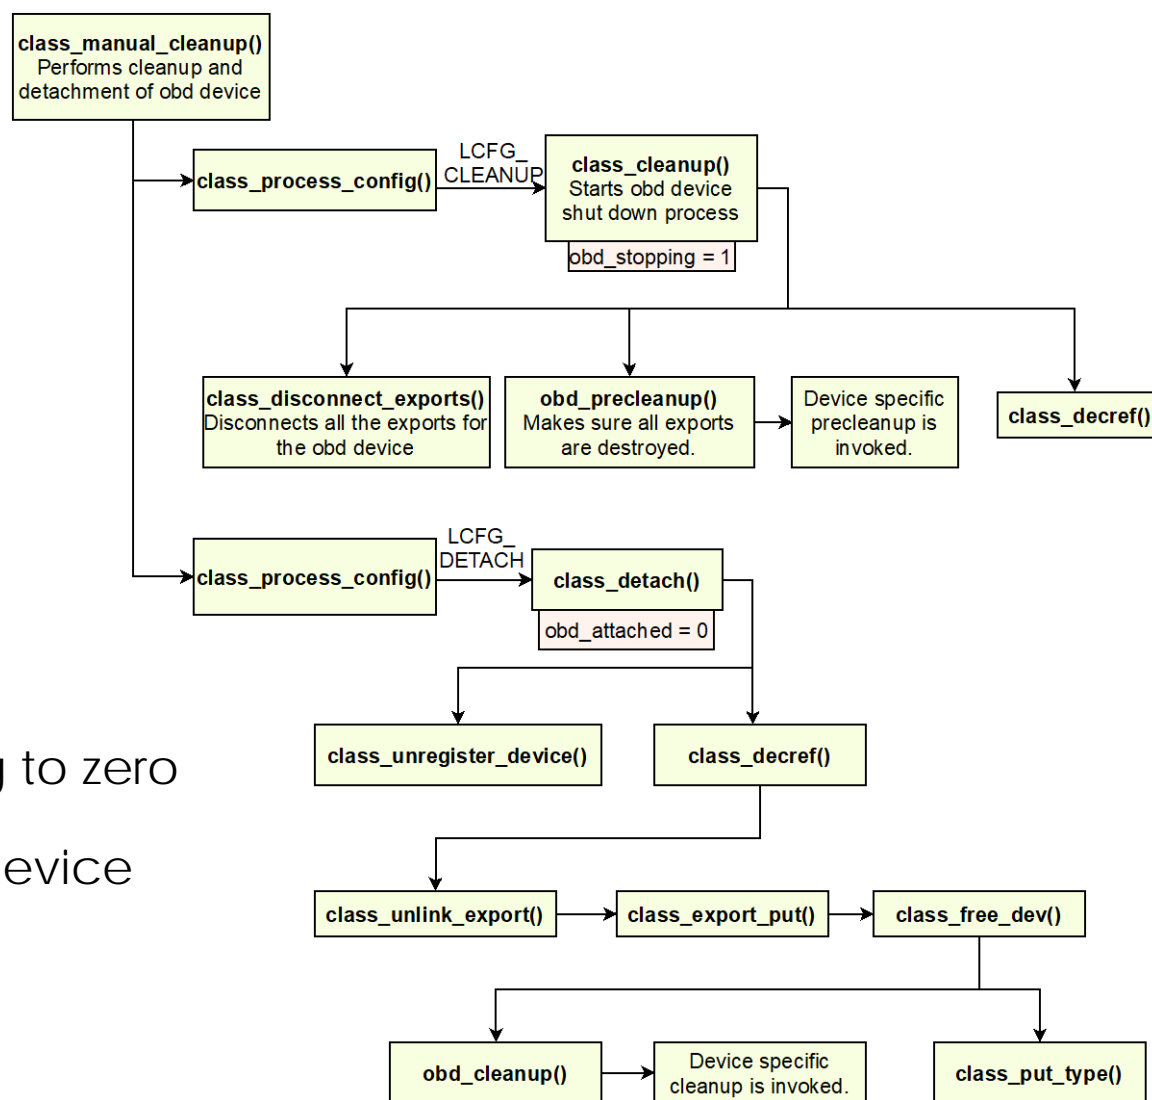 class_manual_cleanup()
Performs cleanup and
detachment of obd device
class_process_config()
LCFG_
CLEANUP
class_cleanup()
Starts obd device
shut down process
obd_stopping = 1
class_disconnect_exports()
Disconnects all the exports for
the obd device
obd_precleanup()
Makes sure all exports
are destroyed.
Device specific
precleanup is
invoked.
class_decref()
class_process_config()
LCFG_
DETACH
class_detach()
obd_attached = 0
class_unregister_device()
class_decref()
to zero
class_unlink_export()
class_export_put()
class_free_dev()
obd_cleanup()
Device specific
cleanup is invoked.
class_put_type()